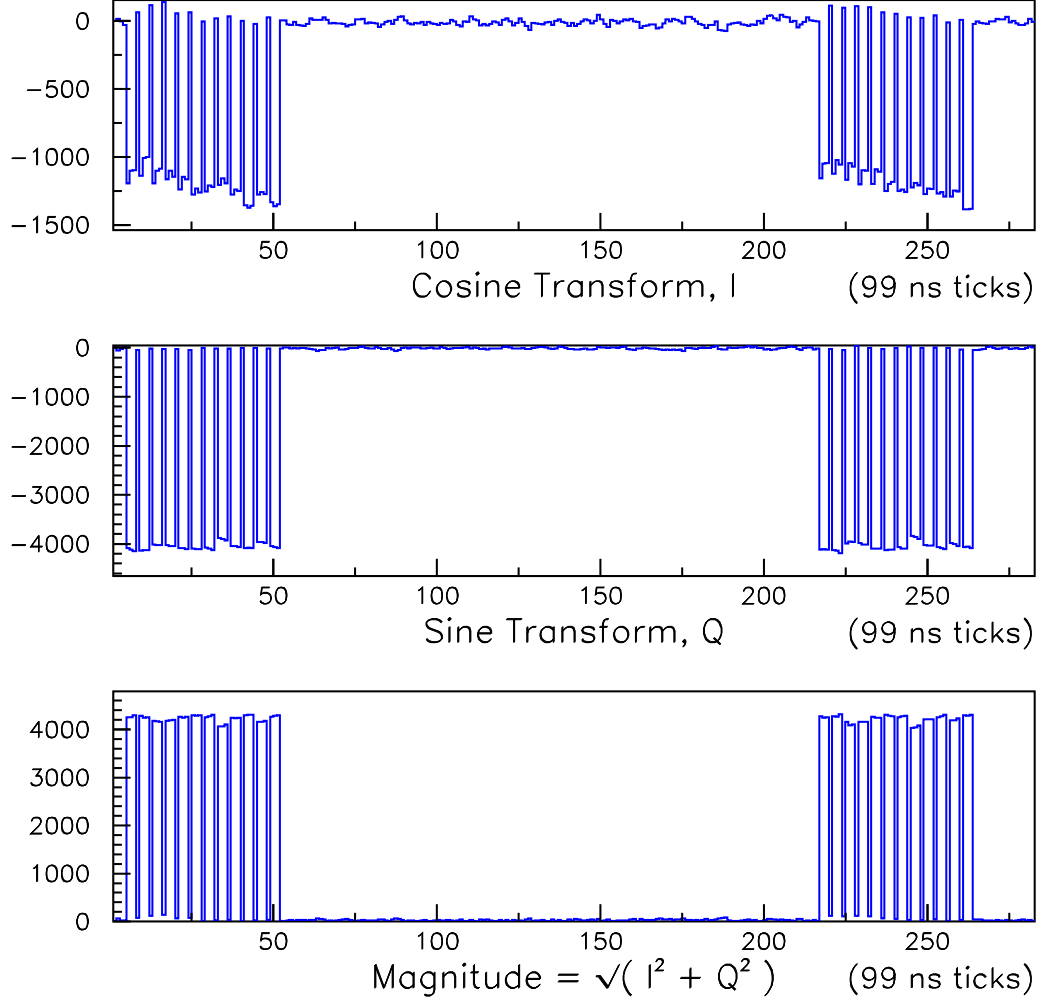 0
−500
−1000
−1500
50 100 150 200 250
Cosine Transform, I (99 ns ticks)
0
−1000
−2000
−3000
−4000
50 100 150 200 250
Sine Transform, Q (99 ns ticks)
4000
3000
2000
1000
0
50 100 150 200 250
Magnitude = √( I² + Q² ) (99 ns ticks)